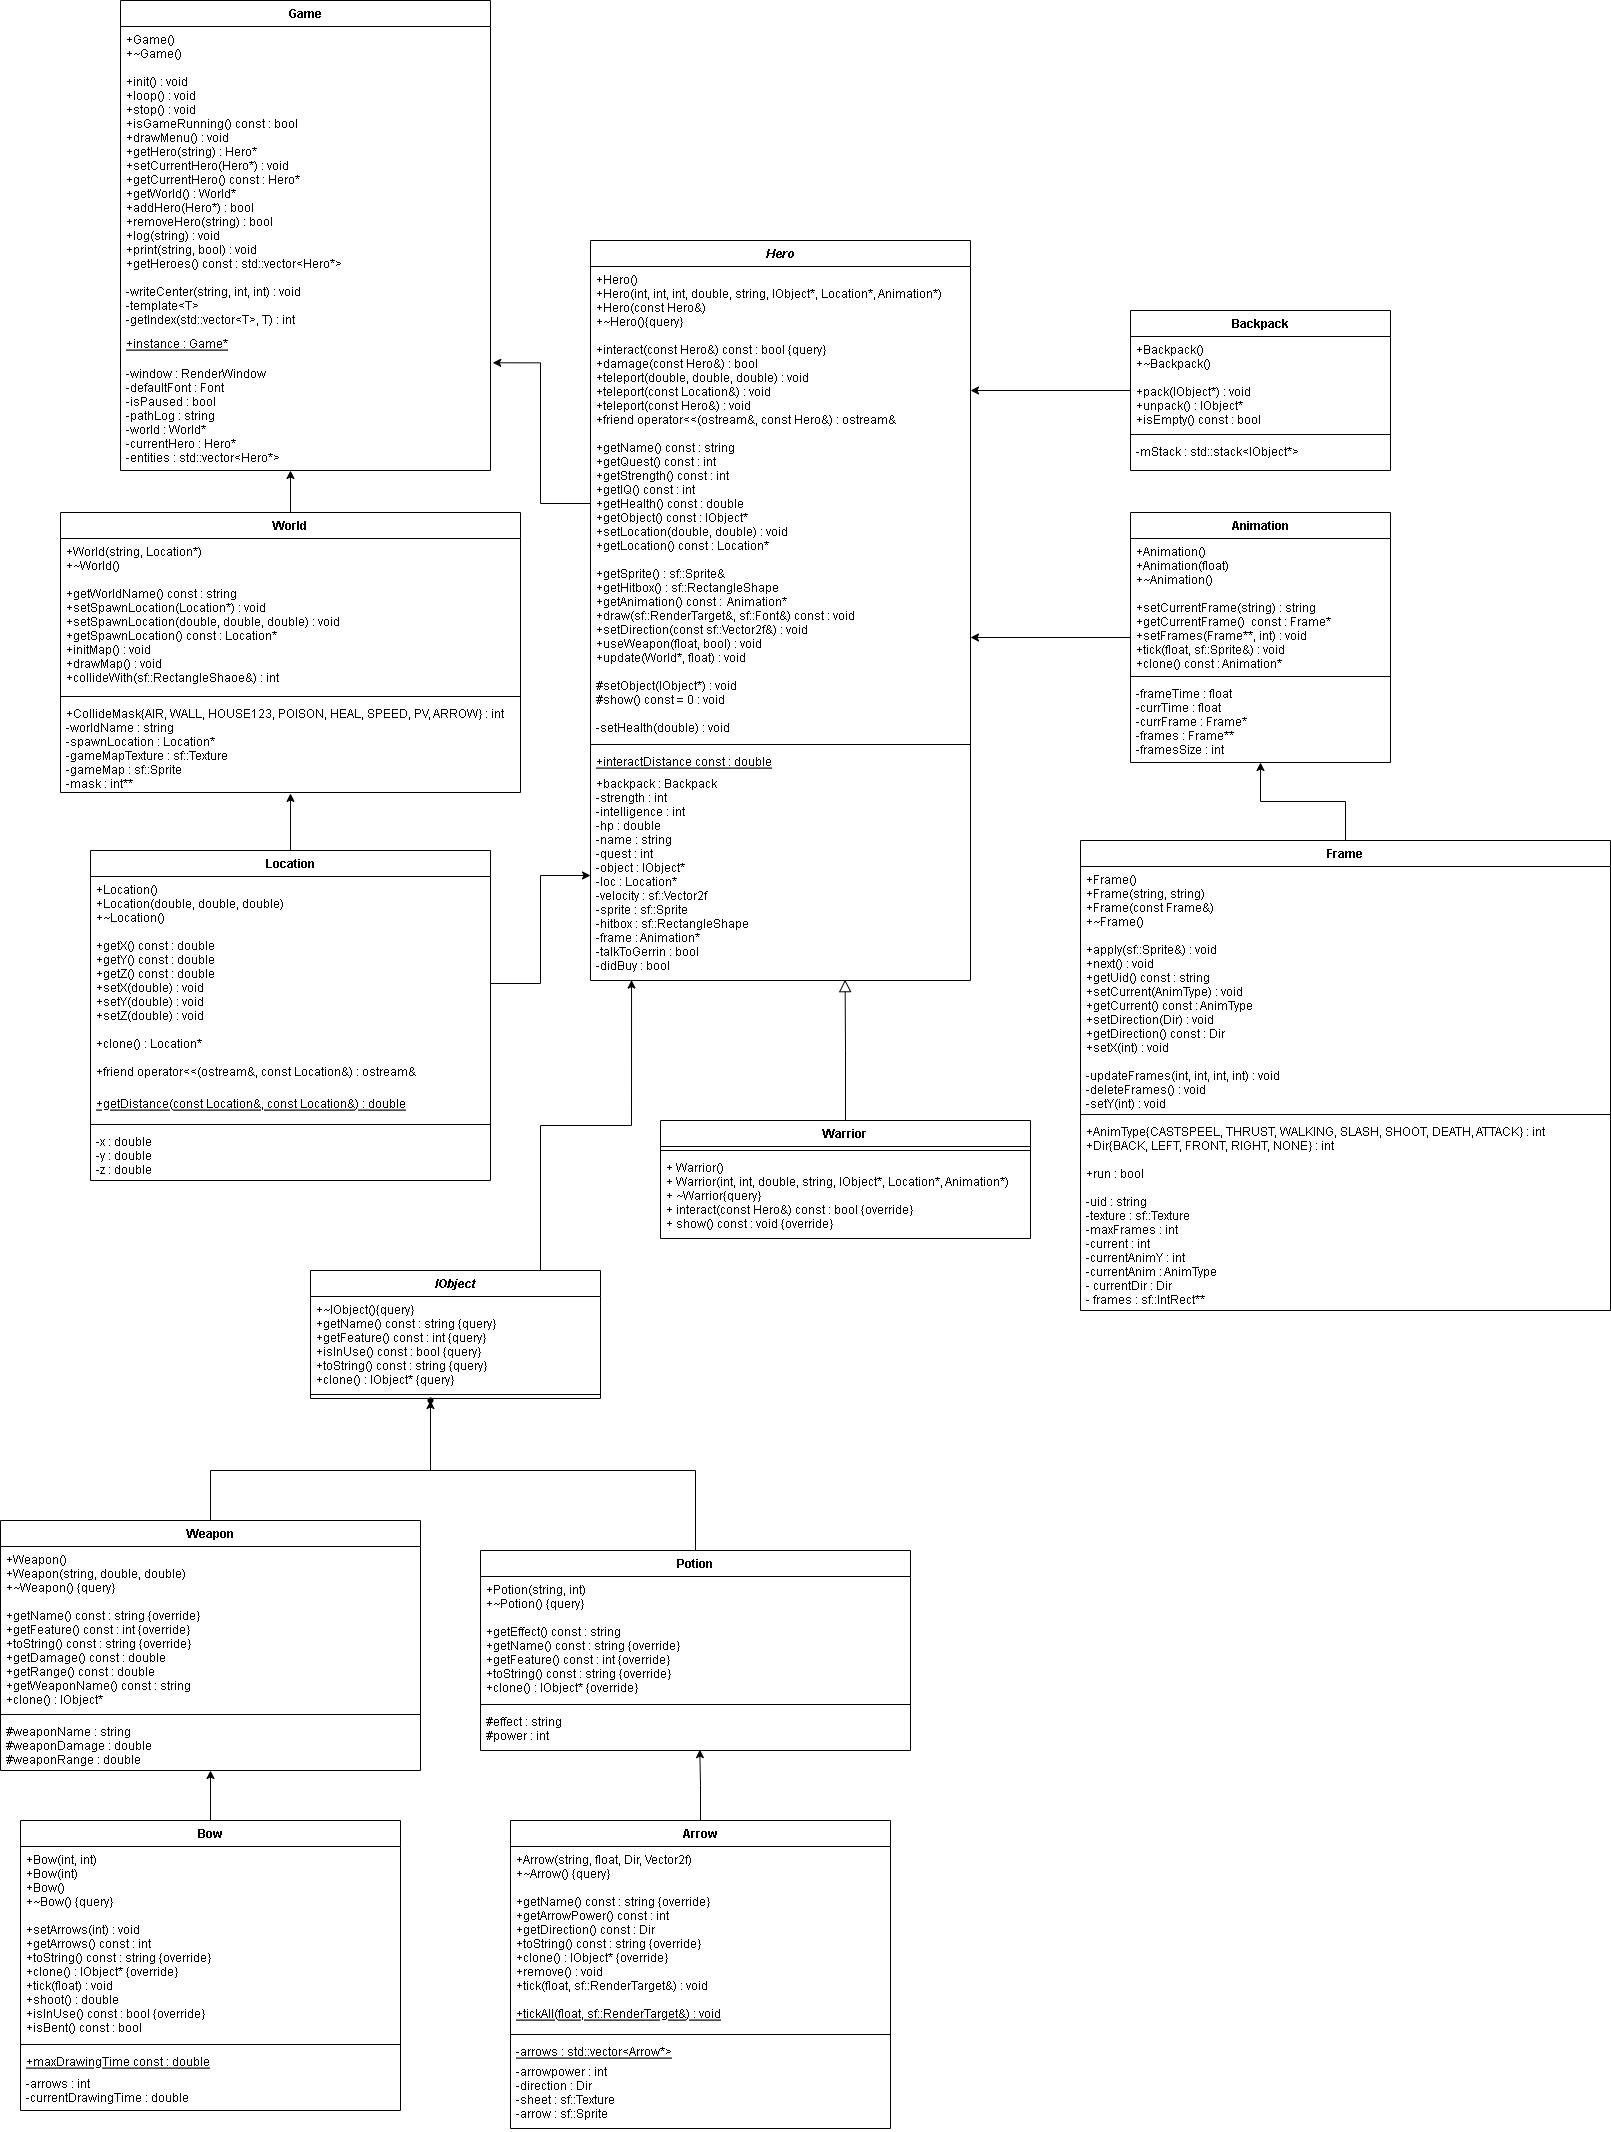 Game
+Game()
+~Game()
+init() : void
+loop() : void
+stop() : void
+isGameRunning() const : bool
+drawMenu() : void
+getHero(string) : Hero*
+setCurrentHero(Hero*) : void
+getCurrentHero() const : Hero*
+getWorld() : World*
+addHero(Hero*) : bool
+removeHero(string) : bool
+log(string) : void
+print(string, bool) : void
+getHeroes() const : std::vector<Hero*>
-writeCenter(string, int, int) : void
-template<T>
-getIndex(std::vector<T>, T) : int
+instance : Game*
-window : RenderWindow
-defaultFont : Font
-isPaused : bool
-pathLog : string
-world : World*
-currentHero : Hero*
-entities : std::vector<Hero*>
Hero
+Hero()
+Hero(int, int, int, double, string, IObject*, Location*, Animation*)
+Hero(const Hero&)
+~Hero(){query}
+interact(const Hero&) const : bool {query}
+damage(const Hero&) : bool
+teleport(double, double, double) : void
+teleport(const Location&) : void
+teleport(const Hero&) : void
+friend operator<<(ostream&, const Hero&) : ostream&
+getName() const : string
+getQuest() const : int
+getStrength() const : int
+getIQ() const : int
+getHealth() const : double
+getObject() const : IObject*
+setLocation(double, double) : void
+getLocation() const : Location*
+getSprite() : sf::Sprite&
+getHitbox() : sf::RectangleShape
+getAnimation() const : Animation*
+draw(sf::RenderTarget&, sf::Font&) const : void
+setDirection(const sf::Vector2f&) : void
+useWeapon(float, bool) : void
+update(World*, float) : void
#setObject(IObject*) : void
#show() const = 0 : void
-setHealth(double) : void
+interactDistance const : double
+backpack : Backpack
-strength : int
-intelligence : int
-hp : double
-name : string
-quest : int
-object : IObject*
-loc : Location*
-velocity : sf::Vector2f
-sprite : sf::Sprite
-hitbox : sf::RectangleShape
-frame : Animation*
-talkToGerrin : bool
-didBuy : bool
Backpack
+Backpack()
+~Backpack()
+pack(IObject*) : void
+unpack() : IObject*
+isEmpty() const : bool
-mStack : std::stack<IObject*>
World
+World(string, Location*)
+~World()
+getWorldName() const : string
+setSpawnLocation(Location*) : void
+setSpawnLocation(double, double, double) : void
+getSpawnLocation() const : Location*
+initMap() : void
+drawMap() : void
+collideWith(sf::RectangleShaoe&) : int
+CollideMask{AIR, WALL, HOUSE123, POISON, HEAL, SPEED, PV, ARROW} : int
-worldName : string
-spawnLocation : Location*
-gameMapTexture : sf::Texture
-gameMap : sf::Sprite
-mask : int**
Animation
+Animation()
+Animation(float)
+~Animation()
+setCurrentFrame(string) : string
+getCurrentFrame() const : Frame*
+setFrames(Frame**, int) : void
+tick(float, sf::Sprite&) : void
+clone() const : Animation*
-frameTime : float
-currTime : float
-currFrame : Frame*
-frames : Frame**
-framesSize : int
Location
+Location()
+Location(double, double, double)
+~Location()
+getX() const : double
+getY() const : double
+getZ() const : double
+setX(double) : void
+setY(double) : void
+setZ(double) : void
+clone() : Location*
+friend operator<<(ostream&, const Location&) : ostream&
+getDistance(const Location&, const Location&) : double
-x : double
-y : double
-z : double
Frame
+Frame()
+Frame(string, string)
+Frame(const Frame&)
+~Frame()
+apply(sf::Sprite&) : void
+next() : void
+getUid() const : string
+setCurrent(AnimType) : void
+getCurrent() const : AnimType
+setDirection(Dir) : void
+getDirection() const : Dir
+setX(int) : void
-updateFrames(int, int, int, int) : void
-deleteFrames() : void
-setY(int) : void
+AnimType{CASTSPEEL, THRUST, WALKING, SLASH, SHOOT, DEATH, ATTACK} : int
+Dir{BACK, LEFT, FRONT, RIGHT, NONE} : int
+run : bool
-uid : string
-texture : sf::Texture
-maxFrames : int
-current : int
-currentAnimY : int
-currentAnim : AnimType
- currentDir : Dir
- frames : sf::IntRect**
Warrior
+ Warrior()
+ Warrior(int, int, double, string, IObject*, Location*, Animation*)
+ ~Warrior{query}
+ interact(const Hero&) const : bool {override}
+ show() const : void {override}
IObject
+~IObject(){query}
+getName() const : string {query}
+getFeature() const : int {query}
+isInUse() const : bool {query}
+toString() const : string {query}
+clone() : IObject* {query}
Weapon
+Weapon()
+Weapon(string, double, double)
+~Weapon() {query}
+getName() const : string {override}
+getFeature() const : int {override}
+toString() const : string {override}
+getDamage() const : double
+getRange() const : double
+getWeaponName() const : string
+clone() : IObject*
#weaponName : string
#weaponDamage : double
#weaponRange : double
Potion
+Potion(string, int)
+~Potion() {query}
+getEffect() const : string
+getName() const : string {override}
+getFeature() const : int {override}
+toString() const : string {override}
+clone() : IObject* {override}
#effect : string
#power : int
Bow
+Bow(int, int)
+Bow(int)
+Bow()
+~Bow() {query}
+setArrows(int) : void
+getArrows() const : int
+toString() const : string {override}
+clone() : IObject* {override}
+tick(float) : void
+shoot() : double
+isInUse() const : bool {override}
+isBent() const : bool
+maxDrawingTime const : double
-arrows : int
-currentDrawingTime : double
Arrow
+Arrow(string, float, Dir, Vector2f)
+~Arrow() {query}
+getName() const : string {override}
+getArrowPower() const : int
+getDirection() const : Dir
+toString() const : string {override}
+clone() : IObject* {override}
+remove() : void
+tick(float, sf::RenderTarget&) : void
+tickAll(float, sf::RenderTarget&) : void
-arrows : std::vector<Arrow*>
-arrowpower : int
-direction : Dir
-sheet : sf::Texture
-arrow : sf::Sprite